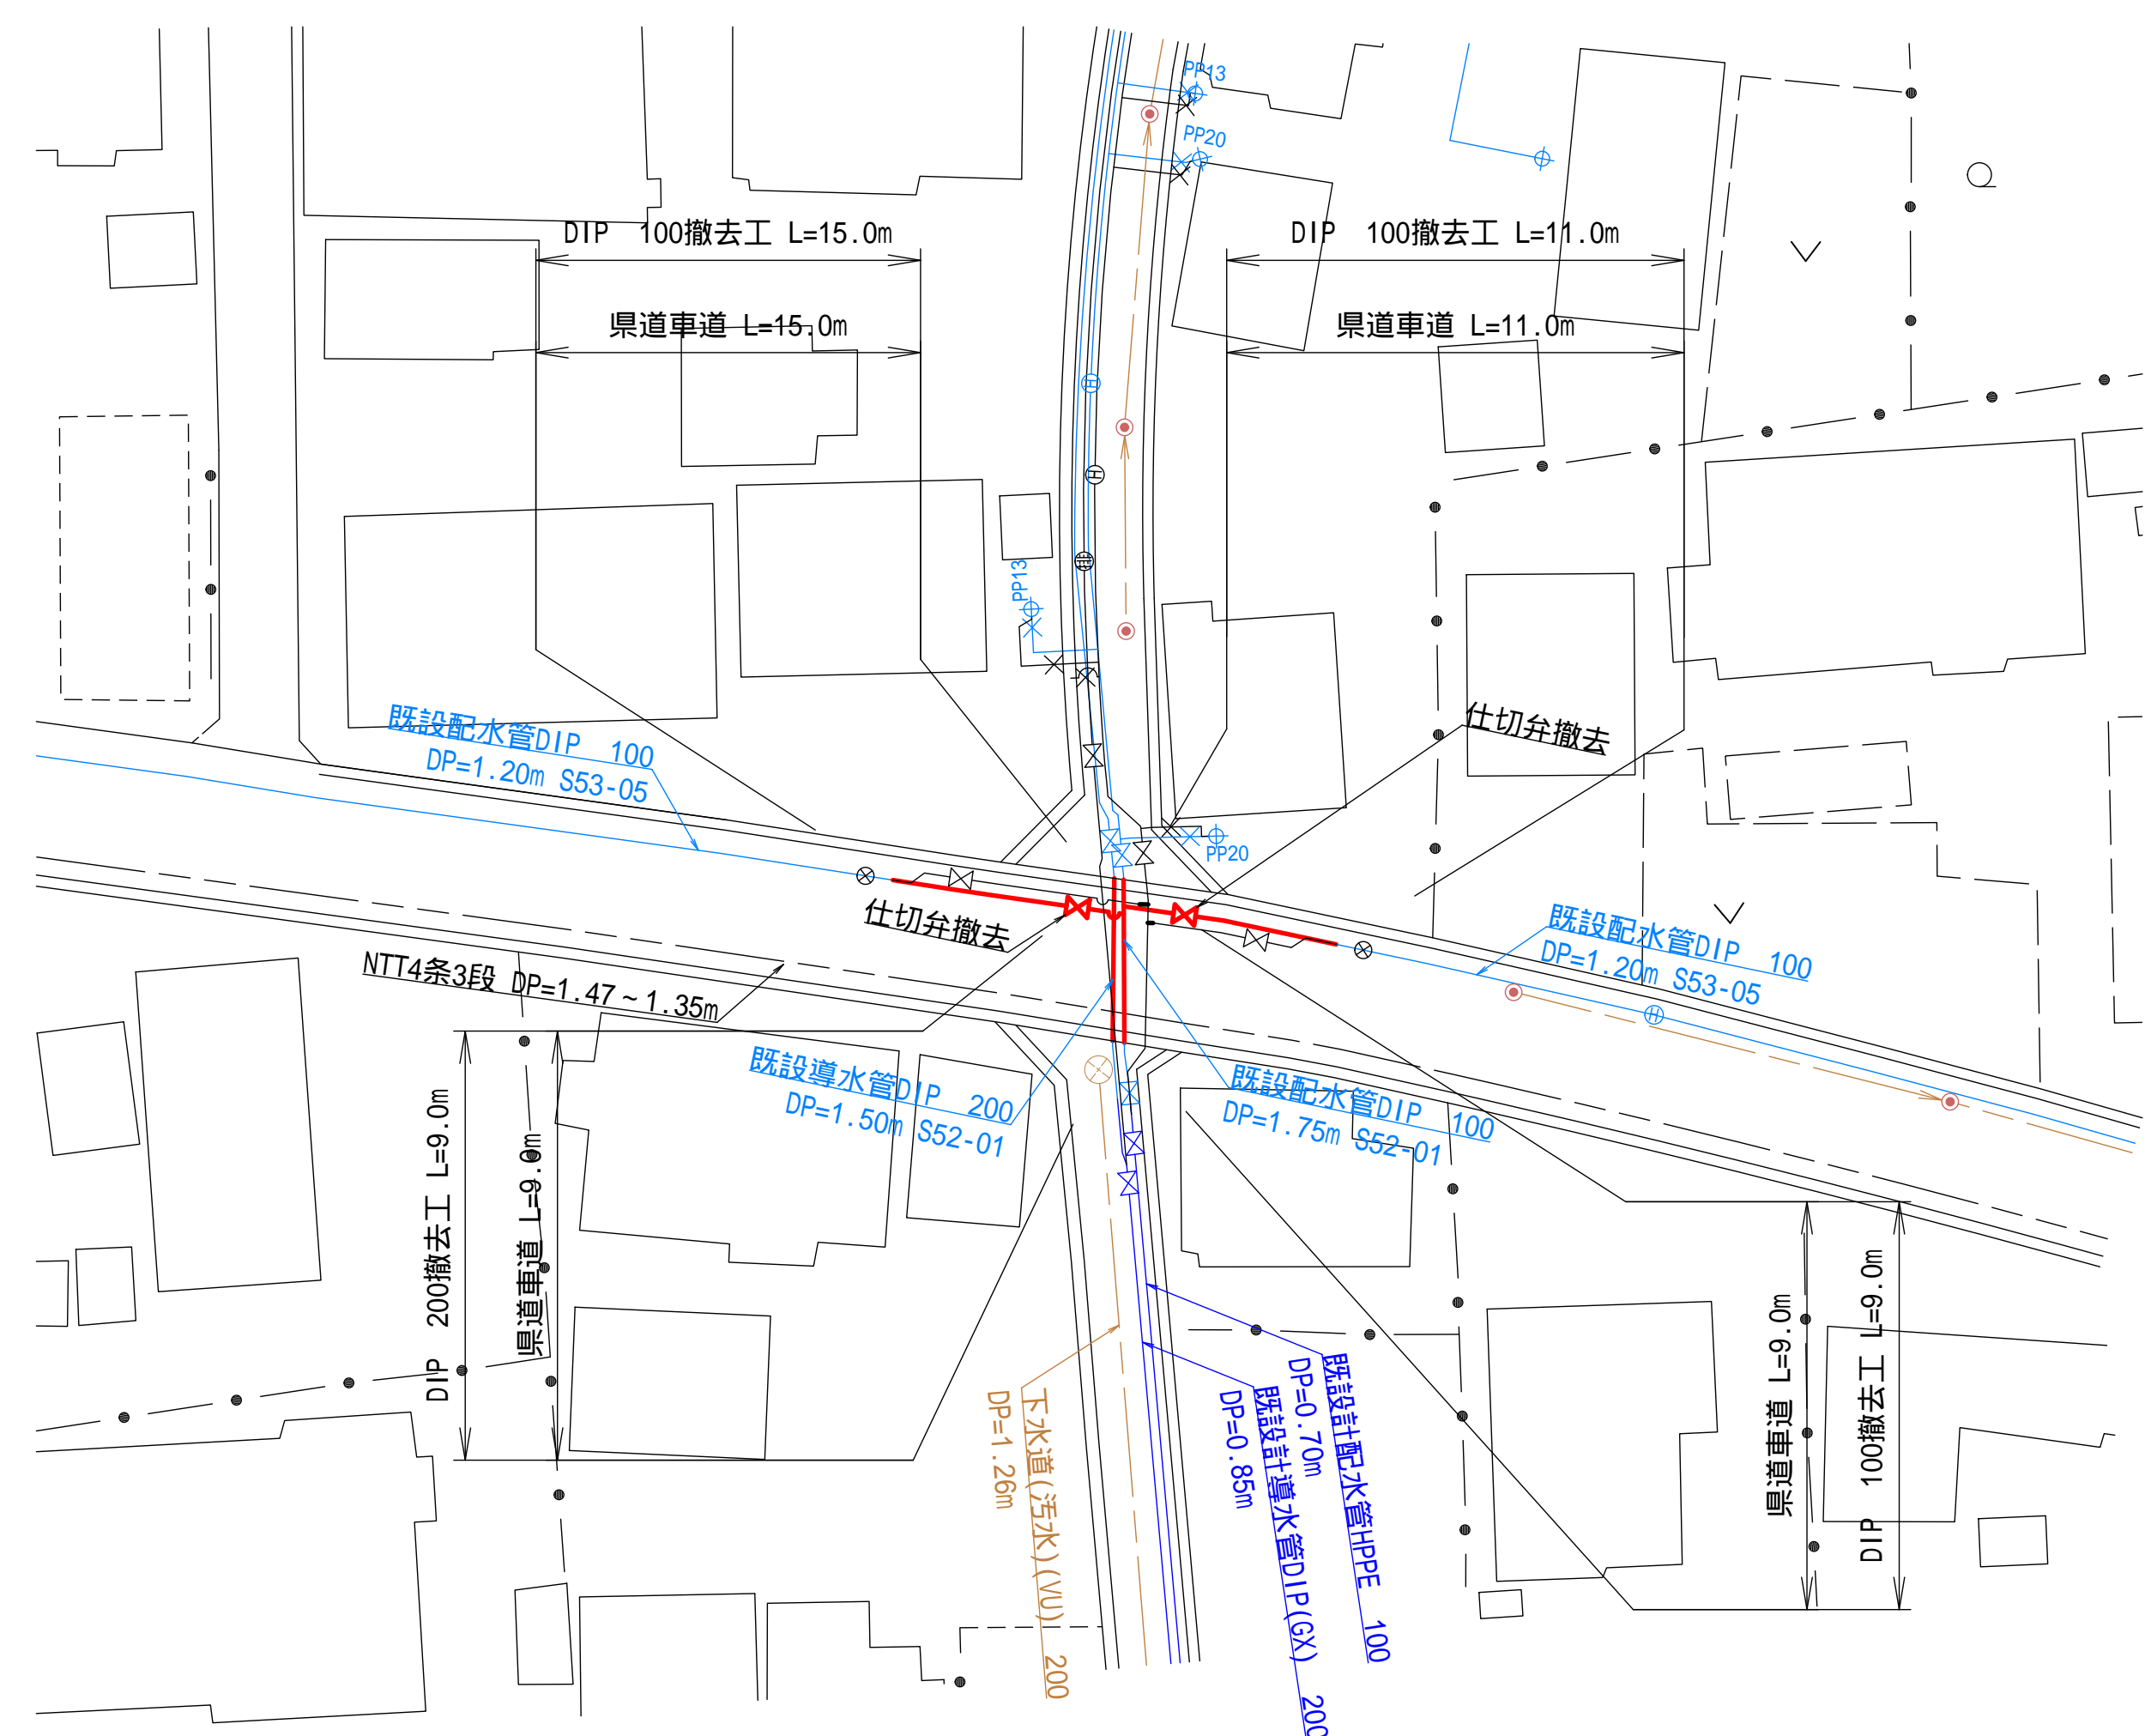 PP13
PP20
DIP 100撤去工 L=15.0m
DIP 100撤去工 L=11.0m
県道車道 L=15.0m
県道車道 L=11.0m
H
H
PP13
既設配水管DIP 100
DP=1.20m S53-05
仕切弁撤去
PP20
仕切弁撤去
既設配水管DIP 100
DP=1.20m S53-05
NTT4条3段 DP=1.47～1.35m
H
既設導水管DIP 200
DP=1.50m S52-01
既設配水管DIP 100
DP=1.75m S52-01
DIP 200撤去工 L=9.0m
県道車道 L=9.0m
県道車道 L=9.0m
DIP 100撤去工 L=9.0m
下水道(汚水)(VU) 200
DP=1.26m
既設計配水管HPPE 100
DP=0.70m
既設計導水管DIP(GX) 200
DP=0.85m